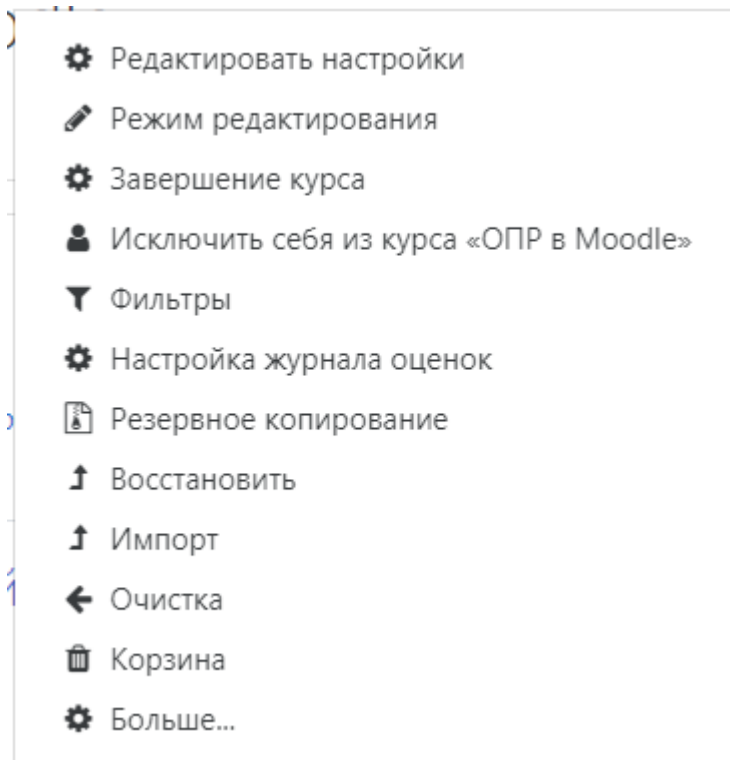 Редактировать настройки
Режим редактирования
Завершение курса
Исключить себя из курса «ОПР в Moodle»
Фильтры
Настройка журнала оценок
Резервное копирование
Восстановить
Импорт
Очистка
Корзина
Больше...